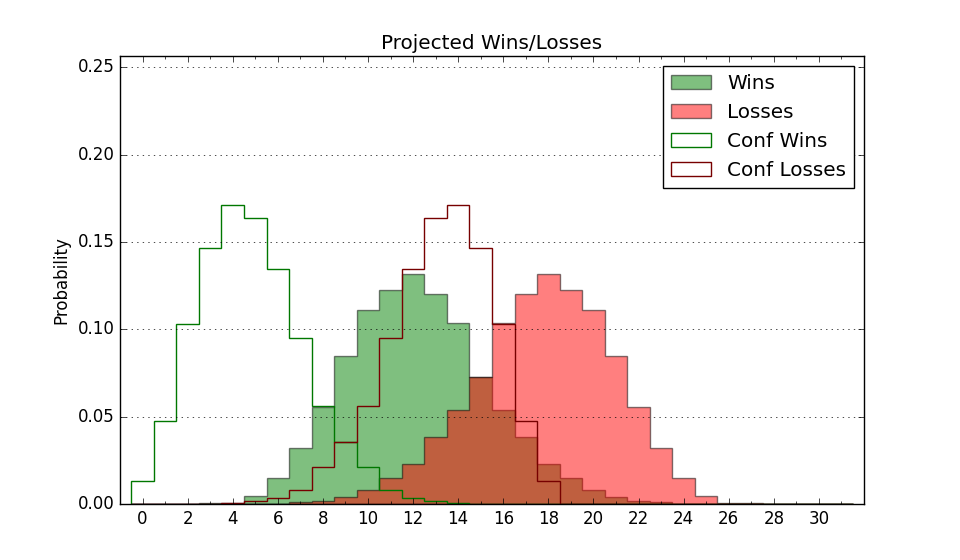 Projected Wins/Losses
0.25
0.20
0.15
0.10
0.05
0.00
Probability
Wins
Losses
Conf Wins
Conf Losses
0 2 4 6 8 10 12 14 16 18 20 22 24 26 28 30